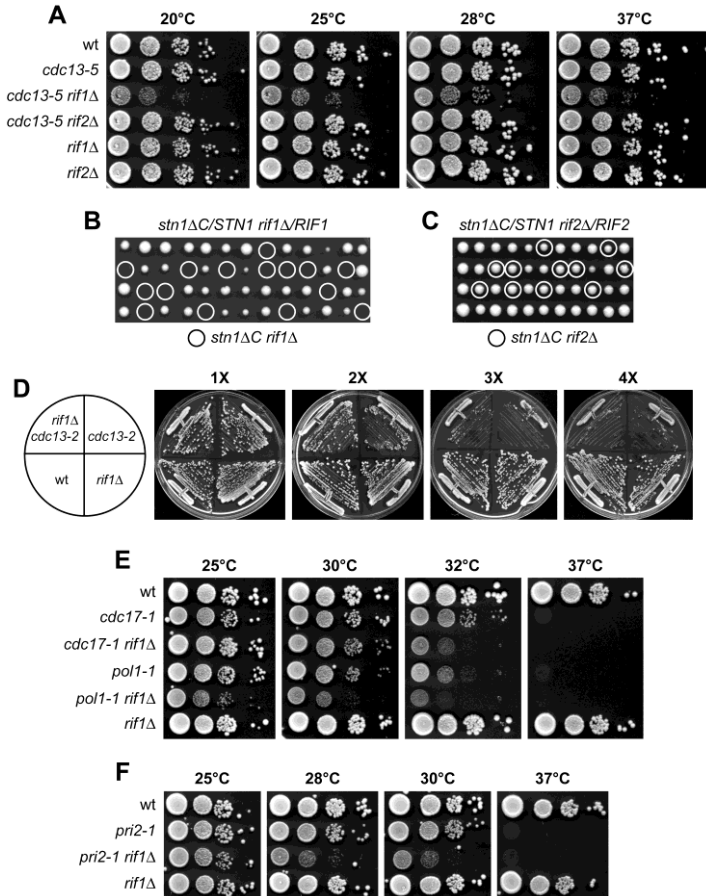 A
20°C 25°C 28°C 37°C
wt
cdc13-5
cdc13-5 rif1Δ
cdc13-5 rif2Δ
rif1Δ
rif2Δ
B
stn1ΔC/STN1 rif1Δ/RIF1
stn1ΔC rif1Δ
C
stn1ΔC/STN1 rif2Δ/RIF2
stn1ΔC rif2Δ
D
1X 2X 3X 4X
rif1Δ
cdc13-2 cdc13-2
wt rif1Δ
E
25°C 30°C 32°C 37°C
wt
cdc17-1
cdc17-1 rif1Δ
pol1-1
pol1-1 rif1Δ
rif1Δ
F
25°C 28°C 30°C 37°C
wt
pri2-1
pri2-1 rif1Δ
rif1Δ